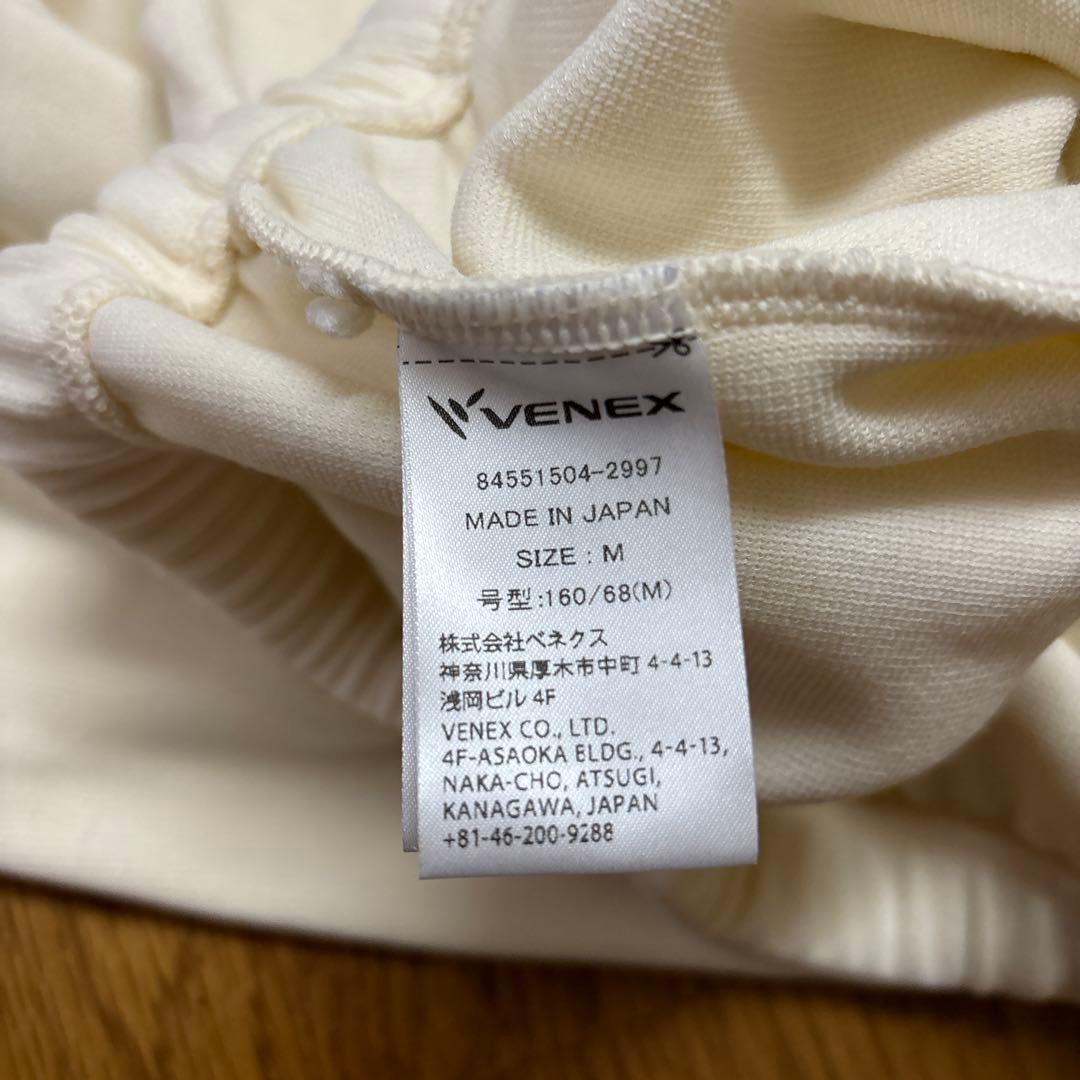 VENEX
84551504-2997
MADE IN JAPAN
SIZE : M
号型:160/68(M)
株式会社ベネクス
神奈川県厚木市中町 4-4-13
浅岡ビル 4F
VENEX CO., LTD.
4F-ASAOKA BLDG., 4-4-13,
NAKA-CHO, ATSUGI,
KANAGAWA, JAPAN
+81-46-200-9288